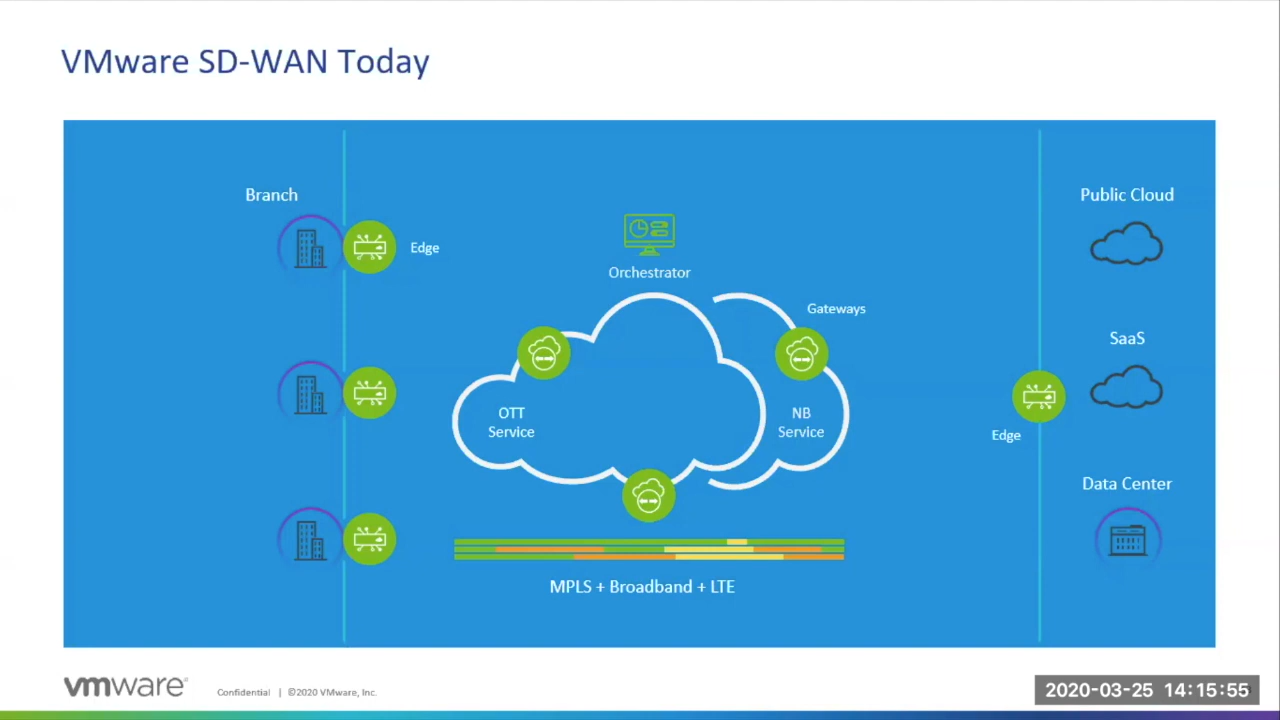 VMware SD-WAN Today
Branch
Edge
Orchestrator
Gateways
OTT
Service
NB
Service
MPLS + Broadband + LTE
Public Cloud
SaaS
Edge
Data Center
vmware®
Confidential | ©2020 VMware, Inc.
2020-03-25 14:15:55